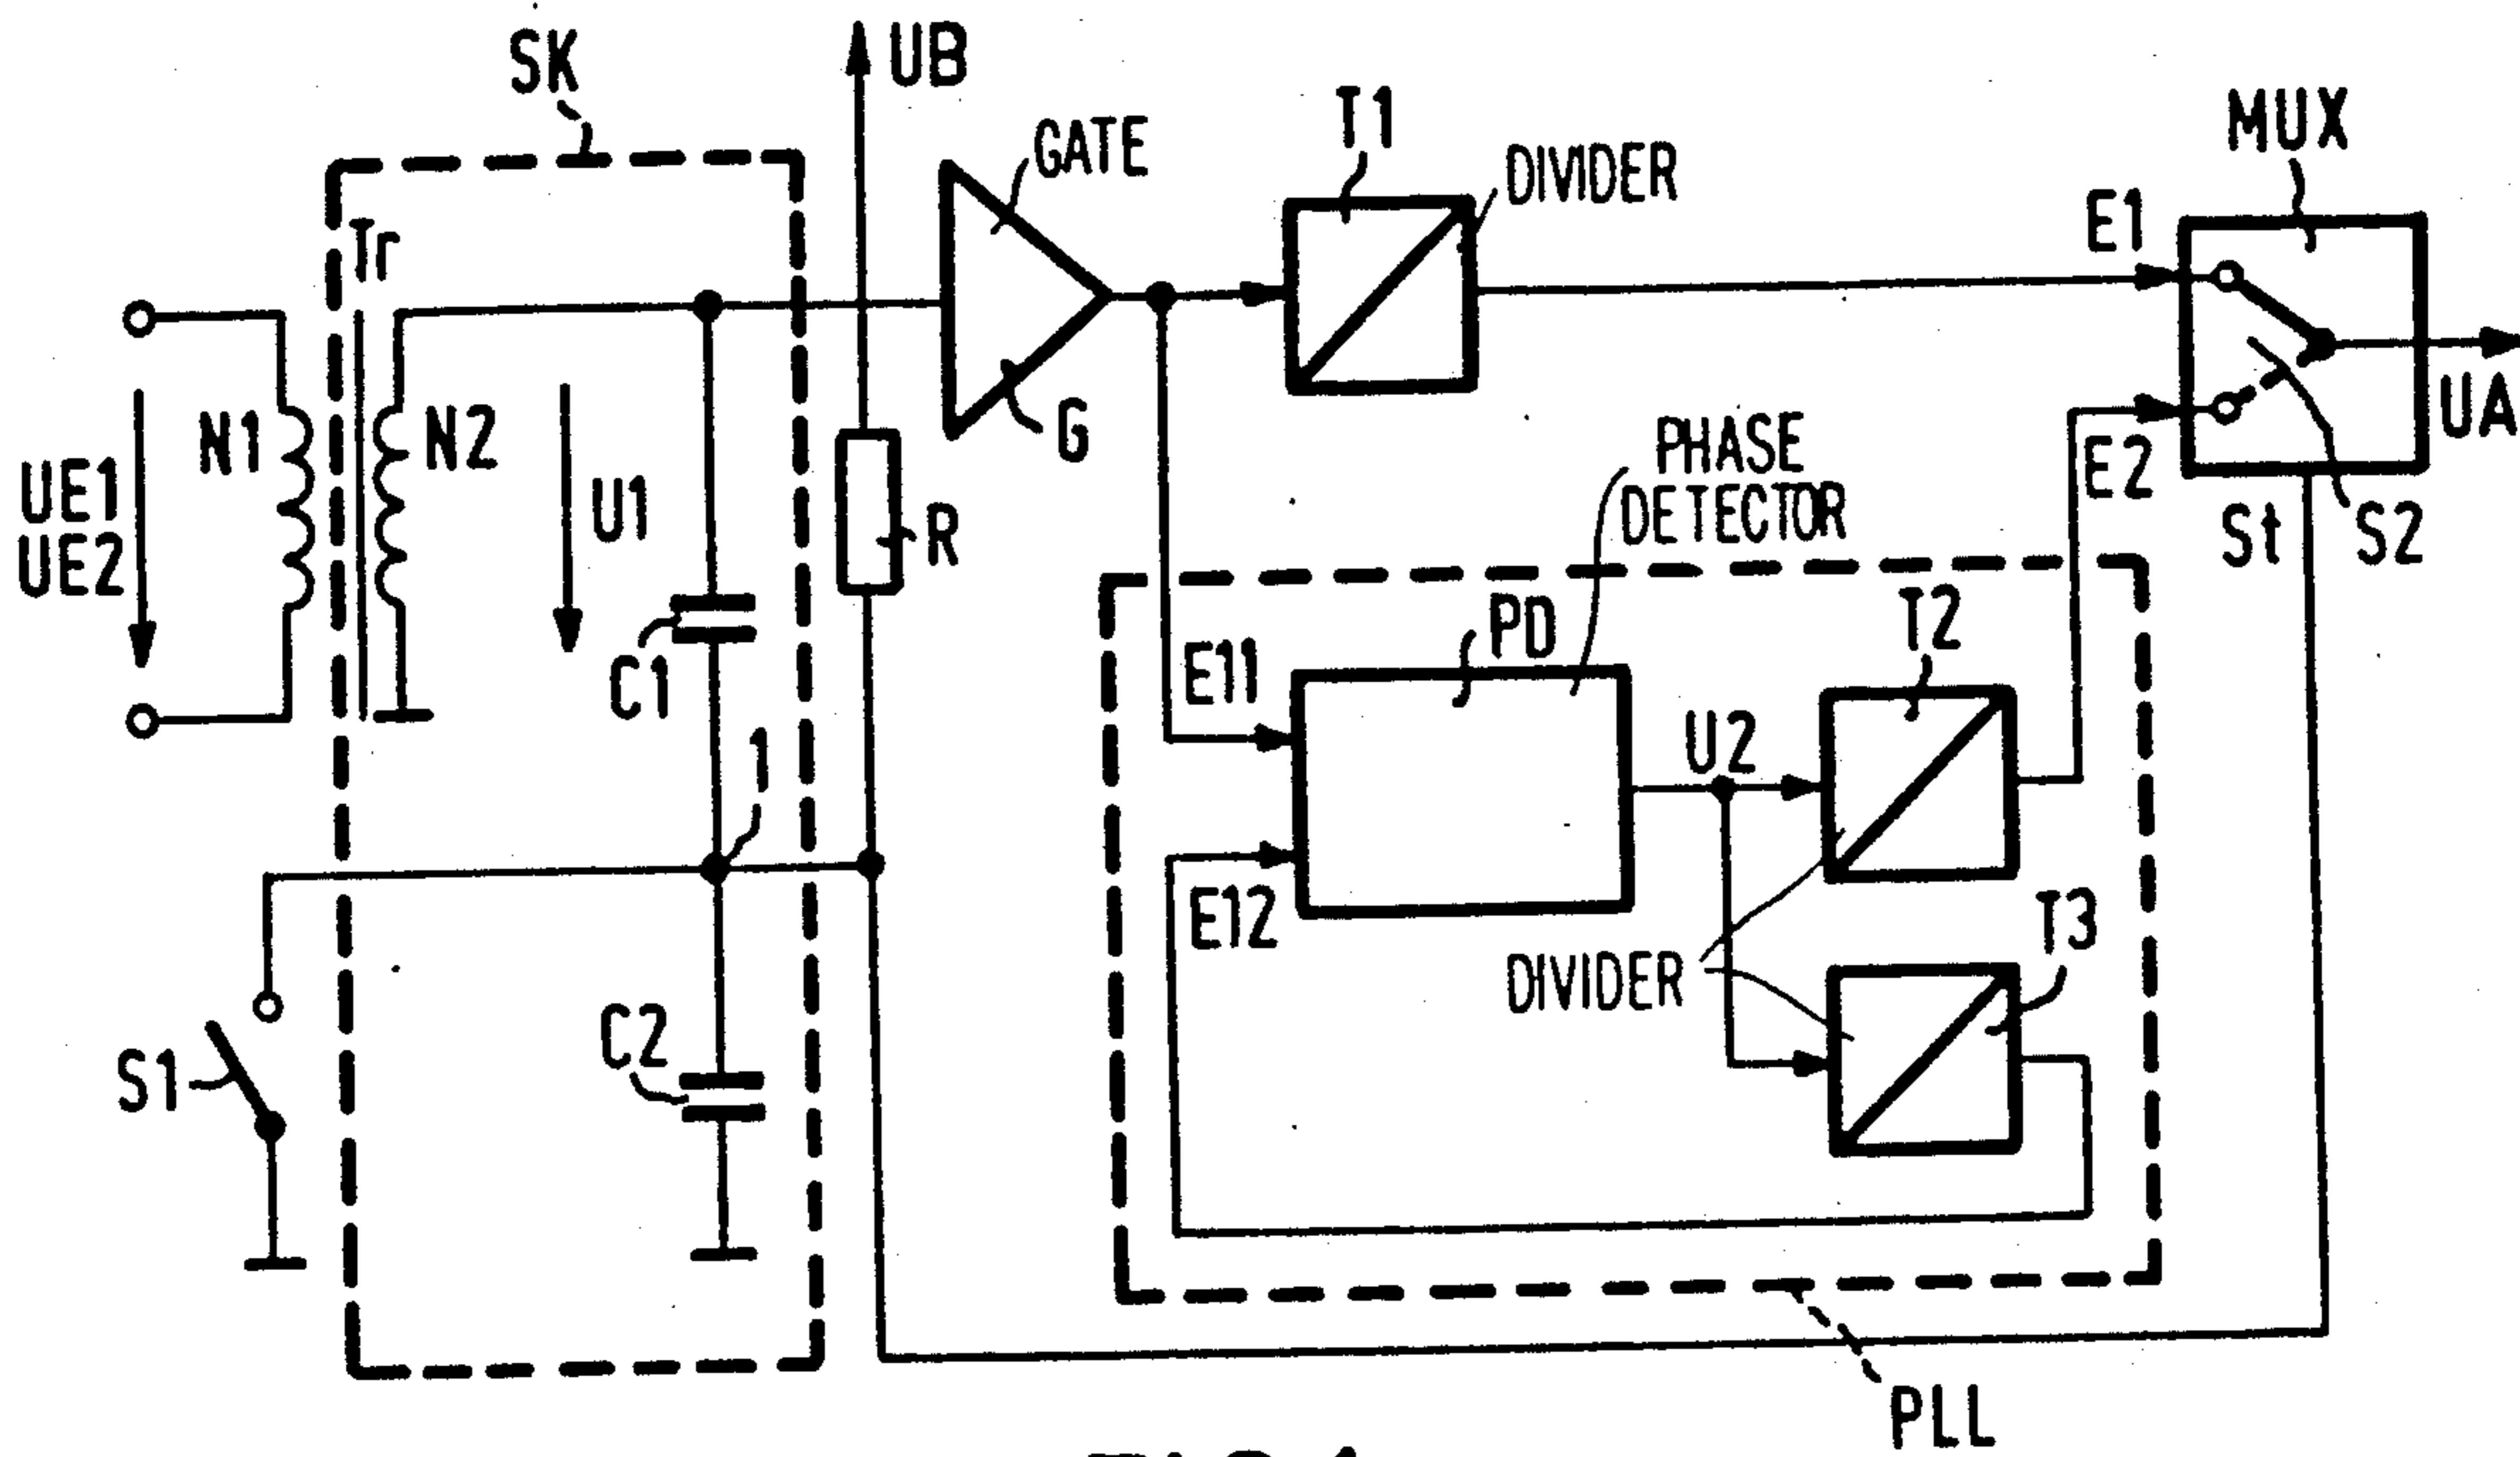 SK
UB
GATE
T1
DIVIDER
MUX
Tr
E1
N1
N2
UE1
UE2
U1
G
R
PHASE
DETECTOR
UA
E2
St
S2
C1
E11
PD
T2
U2
1
E12
DIVIDER
T3
S1
C2
PLL